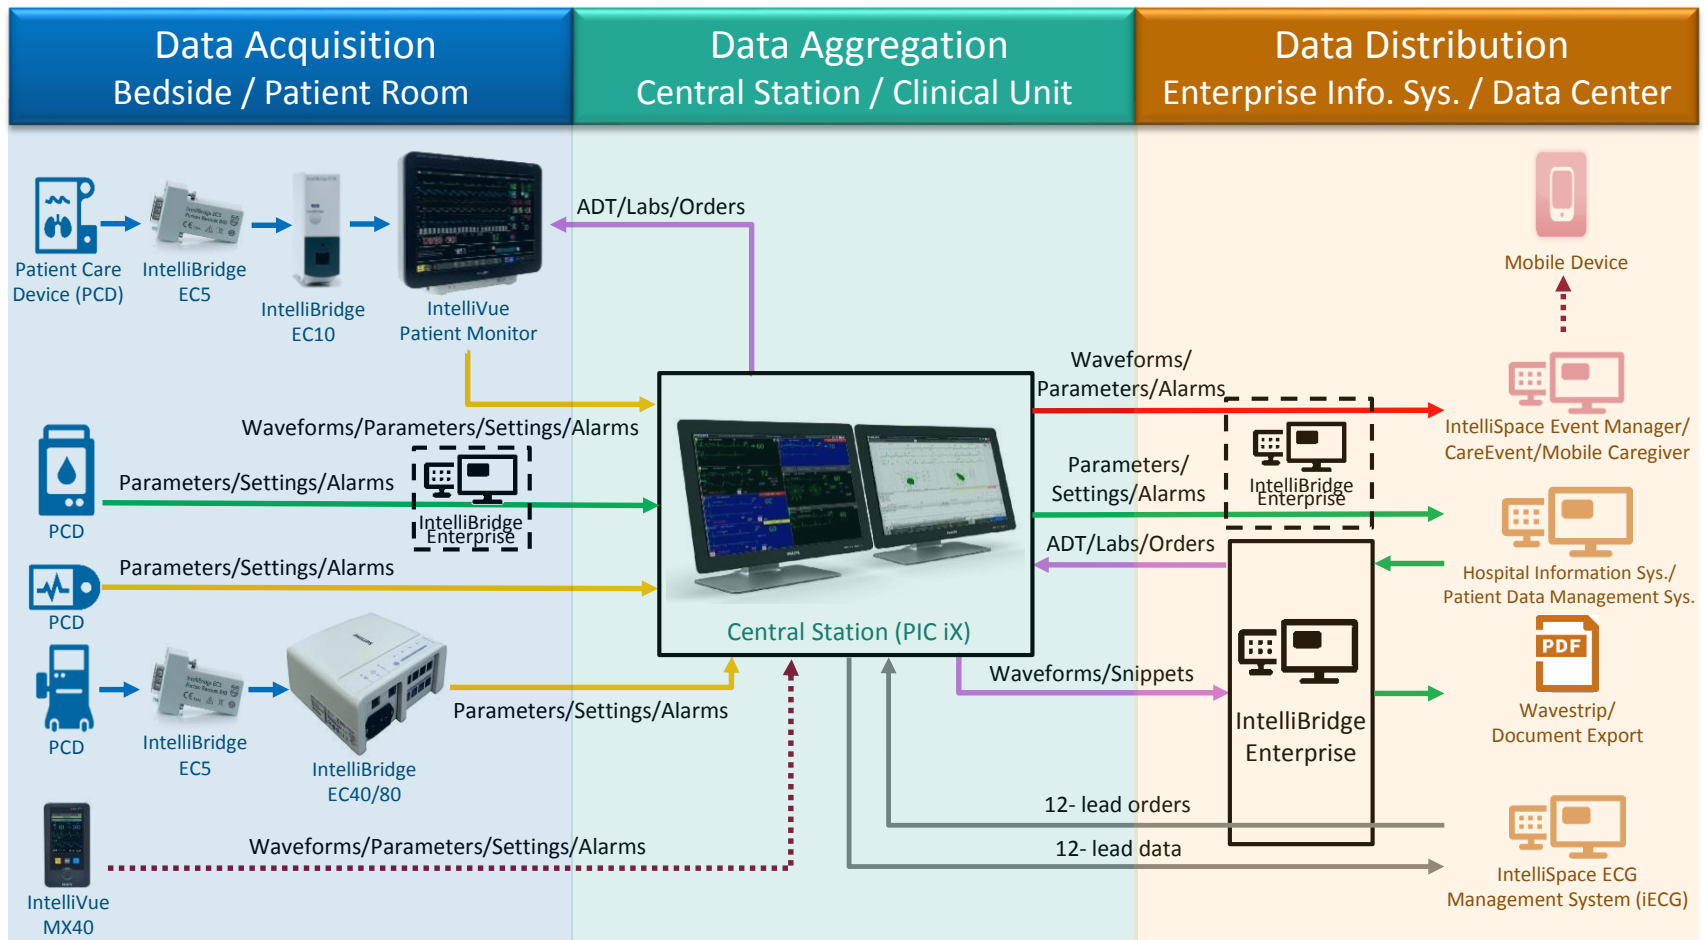 Data Acquisition
Bedside / Patient Room
Data Aggregation
Central Station / Clinical Unit
Data Distribution
Enterprise Info. Sys. / Data Center
Patient Care
Device (PCD)
IntelliBridge
EC5
IntelliBridge
EC10
IntelliVue
Patient Monitor
ADT/Labs/Orders
Mobile Device
Waveforms/
Parameters/Alarms
IntelliSpace Event Manager/
CareEvent/Mobile Caregiver
Waveforms/Parameters/Settings/Alarms
PCD
Parameters/Settings/Alarms
IntelliBridge
Enterprise
Parameters/
Settings/Alarms
IntelliBridge
Enterprise
Hospital Information Sys./
Patient Data Management Sys.
ADT/Labs/Orders
PCD
Parameters/Settings/Alarms
Central Station (PIC iX)
PCD
IntelliBridge
EC5
IntelliBridge
EC40/80
Parameters/Settings/Alarms
Waveforms/Snippets
IntelliBridge
Enterprise
PDF
Wavestrip/
Document Export
IntelliVue
MX40
Waveforms/Parameters/Settings/Alarms
12- lead orders
12- lead data
IntelliSpace ECG
Management System (iECG)